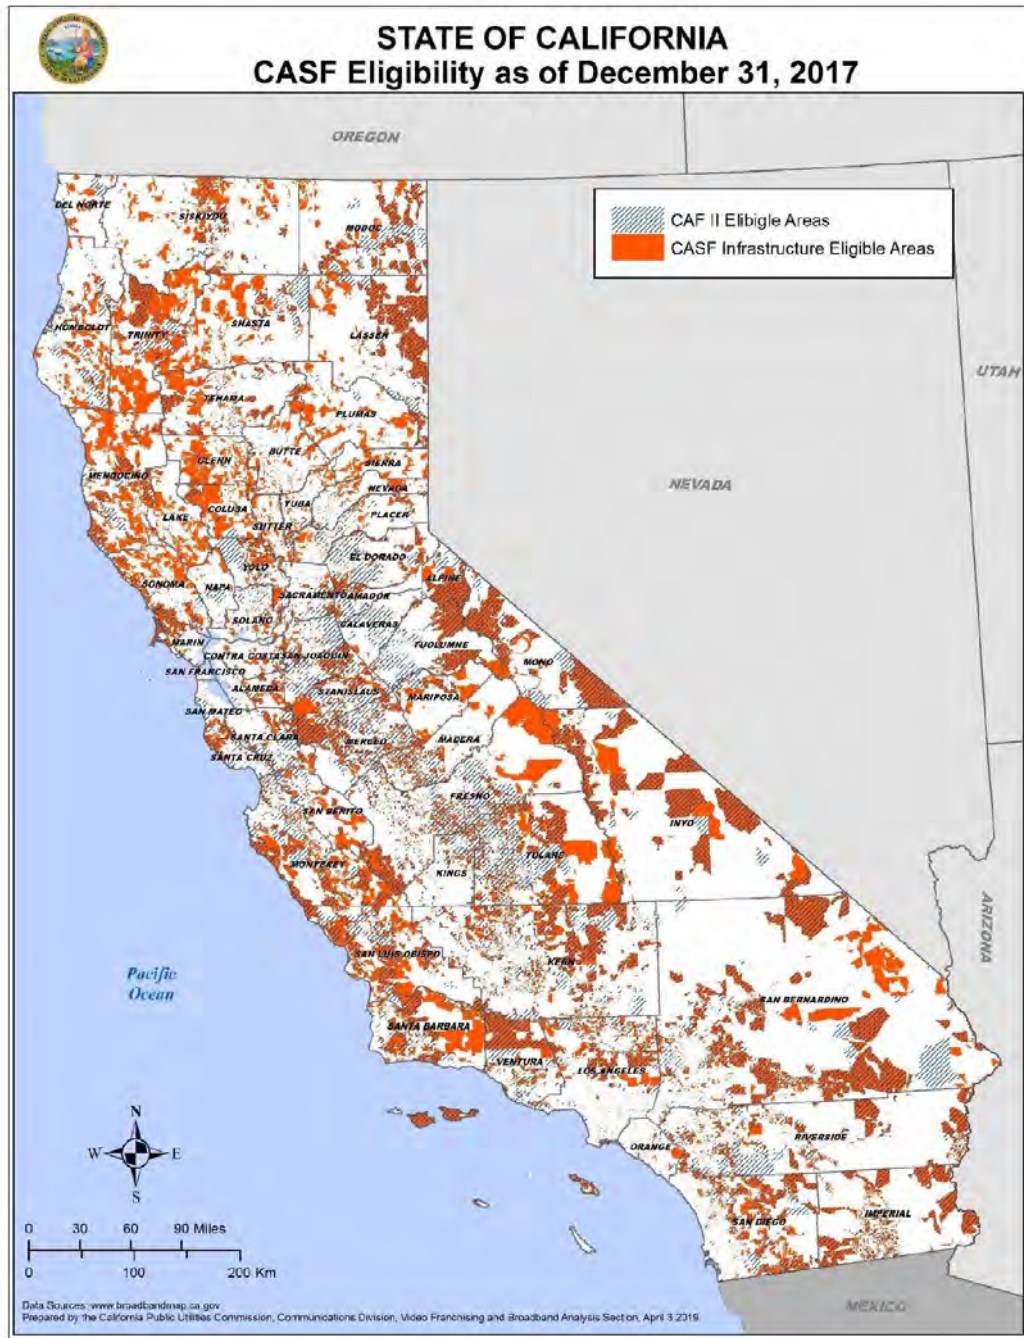 STATE OF CALIFORNIA
CASF Eligibility as of December 31, 2017
OREGON
CAF II Elibigle Areas
CASF Infrastructure Eligible Areas
DEL NORTE
SISKIYOU
MODOC
HUMBOLDT
TRINITY
SHASTA
LASSEN
UTAH
TEHAMA
PLUMAS
MENDOCINO
GLENN
BUTTE
SIERRA
NEVADA
NEVADA
LAKE
COLUSA
YUBA
PLACER
SUTTER
EL DORADO
YOLO
SONOMA
NAPA
ALPINE
SACRAMENTO
AMADOR
SOLANO
CALAVERAS
MARIN
TUOLUMNE
CONTRA COSTA
SAN JOAQUIN
MONO
SAN FRANCISCO
ALAMEDA
STANISLAUS
MARIPOSA
SAN MATEO
SANTA CLARA
MERCED
MADERA
SANTA CRUZ
FRESNO
SAN BENITO
INYO
MONTEREY
TULARE
KINGS
ARIZONA
SAN LUIS OBISPO
KERN
Pacific
Ocean
SAN BERNARDINO
SANTA BARBARA
VENTURA
LOS ANGELES
ORANGE
RIVERSIDE
SAN DIEGO
IMPERIAL
MEXICO
N
W
E
S
0 30 60 90 Miles
0 100 200 Km
Data Sources: www.broadbandmap.ca.gov
Prepared by the California Public Utilities Commission, Communications Division, Video Franchising and Broadband Analysis Section, April 3 2019